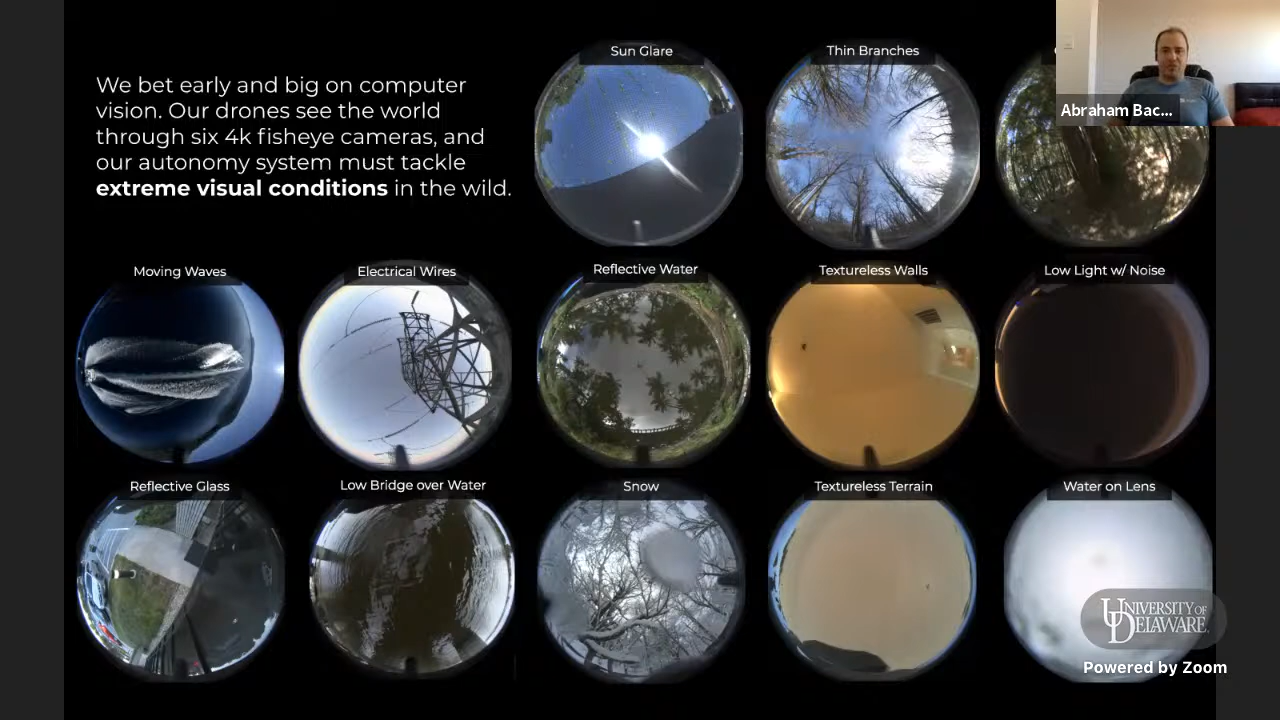 We bet early and big on computer
vision. Our drones see the world
through six 4k fisheye cameras, and
our autonomy system must tackle
extreme visual conditions in the wild.
Sun Glare
Thin Branches
Abraham Bac...
Moving Waves
Electrical Wires
Reflective Water
Textureless Walls
Low Light w/ Noise
Reflective Glass
Low Bridge over Water
Snow
Textureless Terrain
Water on Lens
UNIVERSITY OF
DELAWARE
Powered by Zoom